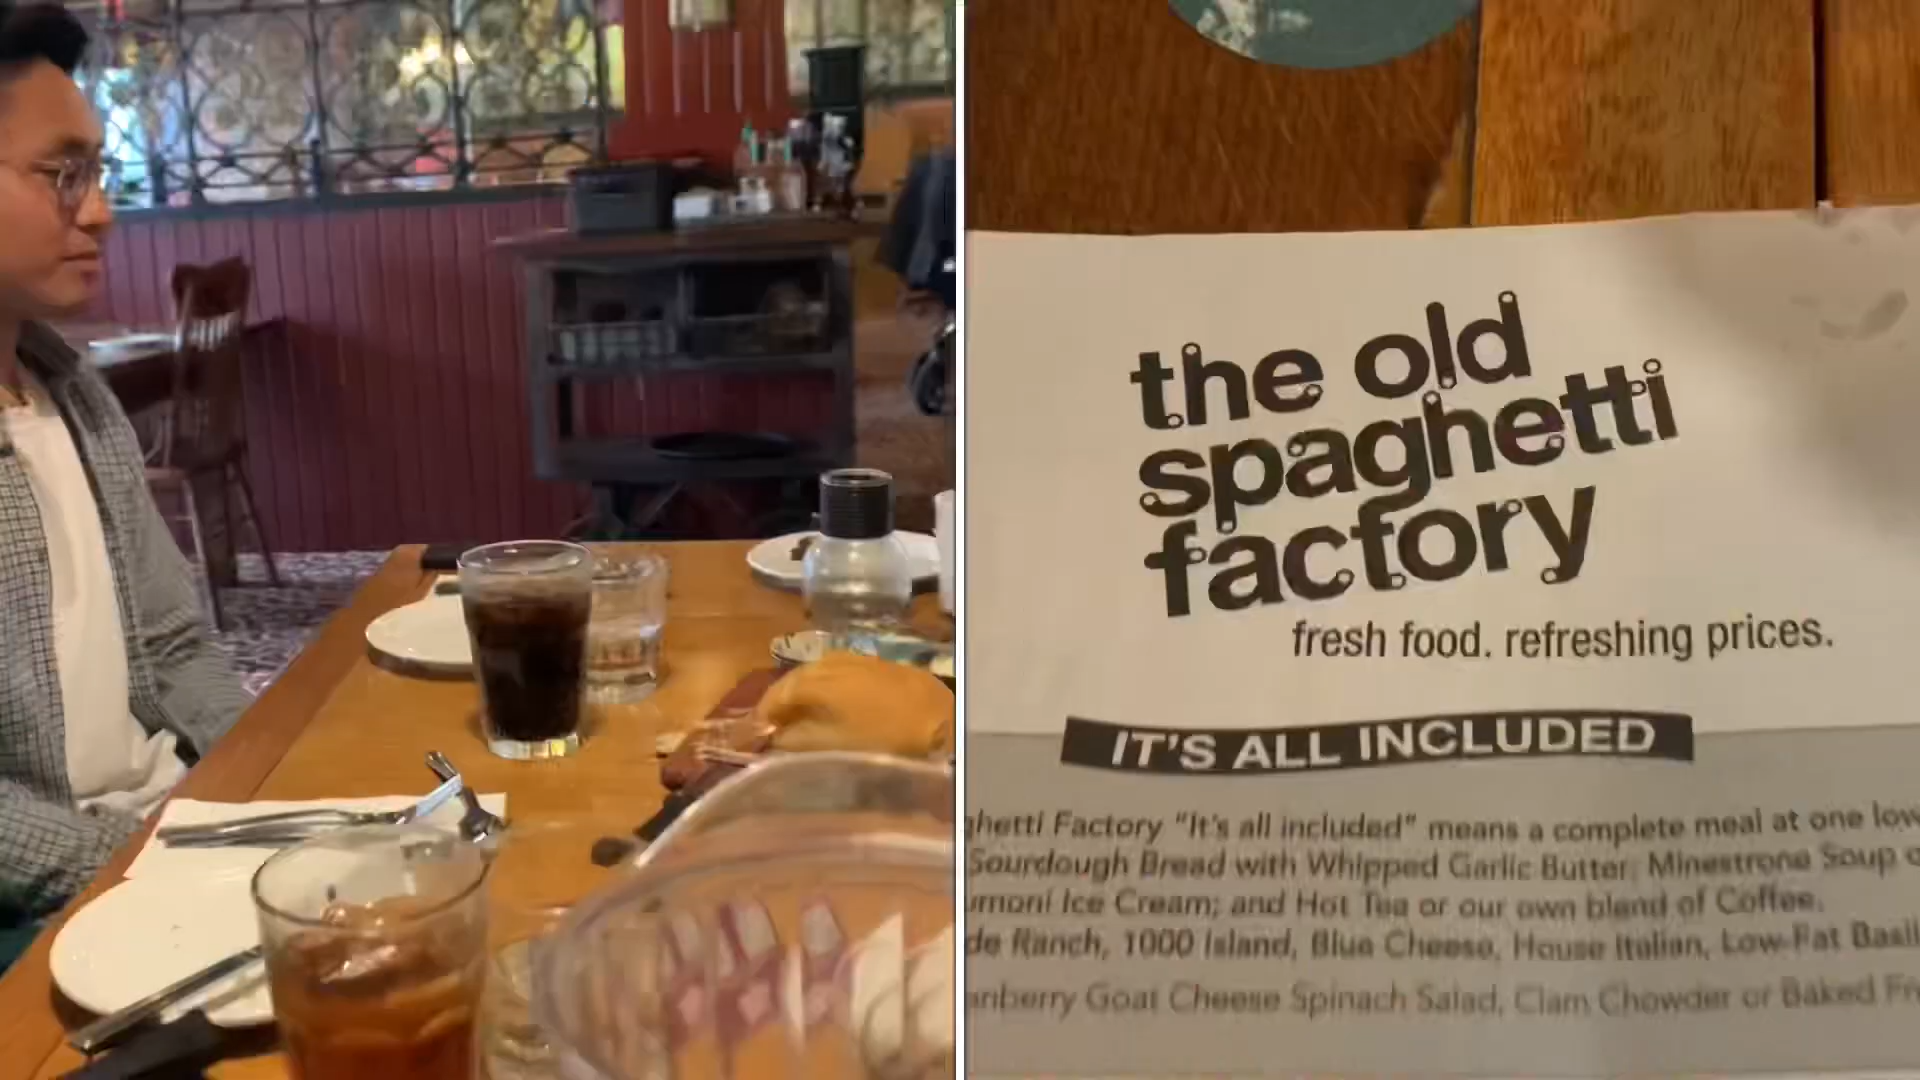 the old
spaghetti
factory
fresh food. refreshing prices.
IT'S ALL INCLUDED
ghetti Factory "It's all included" means a complete meal at one low
Sourdough Bread with Whipped Garlic Butter; Minestrone Soup o
umoni Ice Cream; and Hot Tea or our own blend of Coffee.
de Ranch, 1000 Island, Blue Cheese, House Italian, Low-Fat Basil
anberry Goat Cheese Spinach Salad, Clam Chowder or Baked Fr